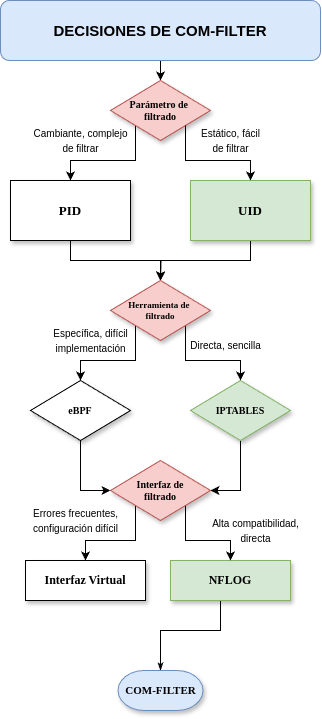 DECISIONES DE COM-FILTER
Parámetro de
filtrado
Cambiante, complejo
de filtrar
Estático, fácil
de filtrar
PID
UID
Herramienta de
filtrado
Específica, difícil
implementación
Directa, sencilla
eBPF
IPTABLES
Interfaz de
filtrado
Errores frecuentes,
configuración difícil
Alta compatibilidad,
directa
Interfaz Virtual
NFLOG
COM-FILTER